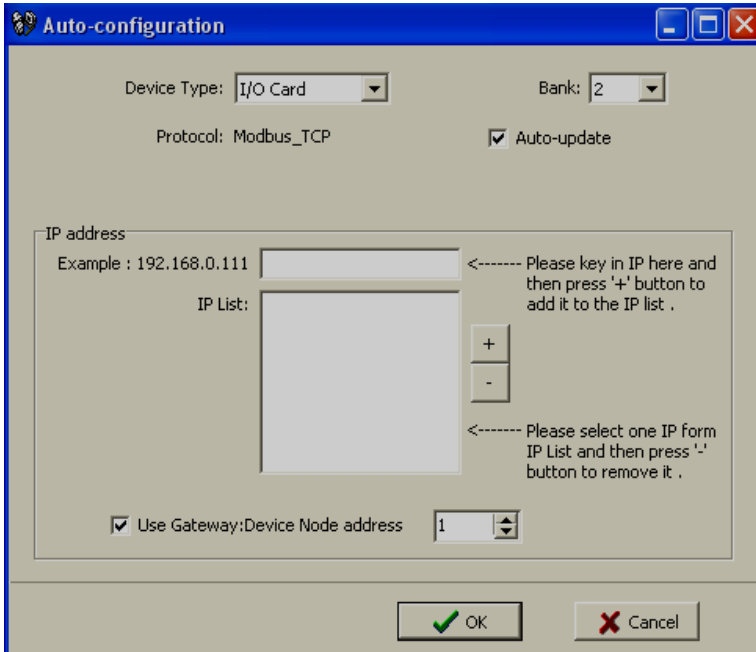 Auto-configuration
Device Type: I/O Card Bank: 2
Protocol: Modbus_TCP Auto-update
IP address
Example : 192.168.0.111 <------- Please key in IP here and
then press '+' button to
add it to the IP list .
IP List:
+
-
<------- Please select one IP form
IP List and then press '-'
button to remove it .
Use Gateway:Device Node address 1
OK Cancel